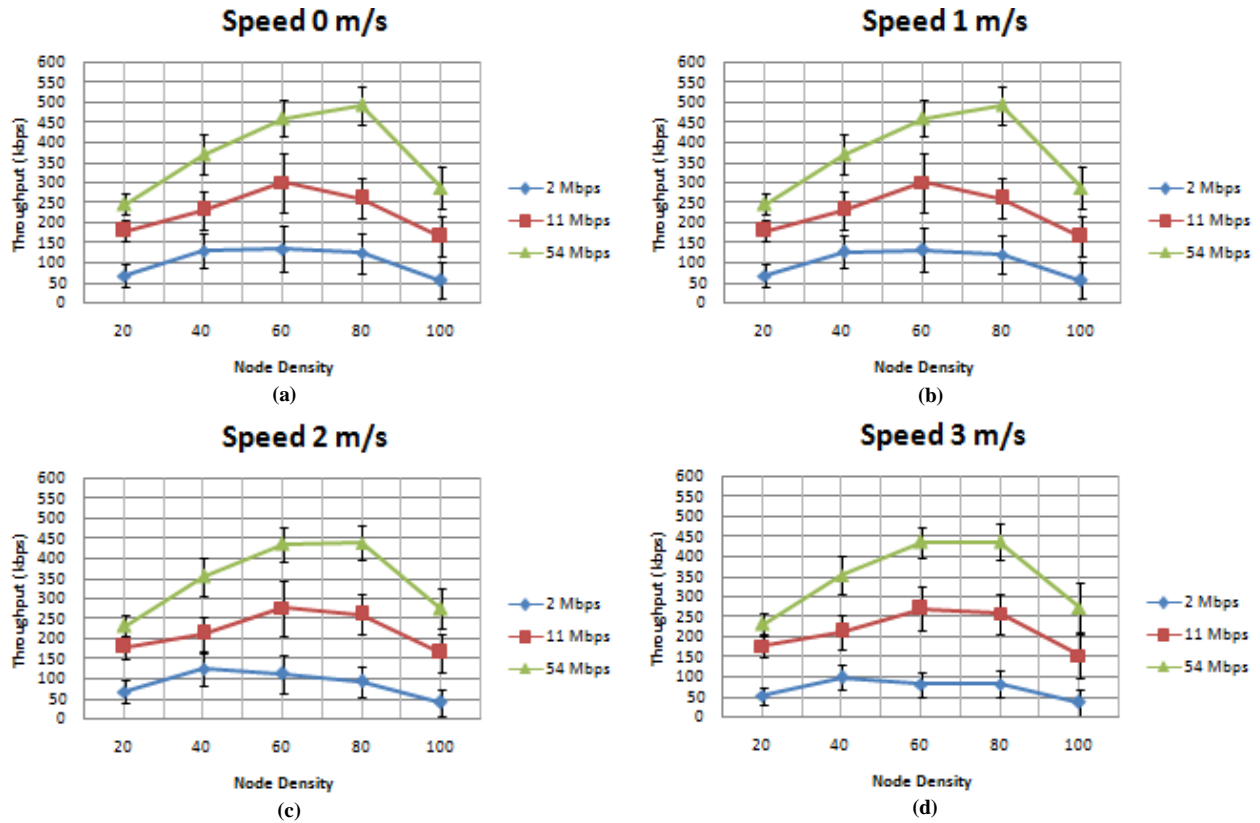 Speed 0 m/s
Throughput (kbps)
600
550
500
450
400
350
300
250
200
150
100
50
0
20 40 60 80 100
Node Density
2 Mbps
11 Mbps
54 Mbps
(a)
Speed 1 m/s
Throughput (kbps)
600
550
500
450
400
350
300
250
200
150
100
50
0
20 40 60 80 100
Node Density
2 Mbps
11 Mbps
54 Mbps
(b)
Speed 2 m/s
Throughput (kbps)
600
550
500
450
400
350
300
250
200
150
100
50
0
20 40 60 80 100
Node Density
2 Mbps
11 Mbps
54 Mbps
(c)
Speed 3 m/s
Throughput (kbps)
600
550
500
450
400
350
300
250
200
150
100
50
0
20 40 60 80 100
Node Density
2 Mbps
11 Mbps
54 Mbps
(d)